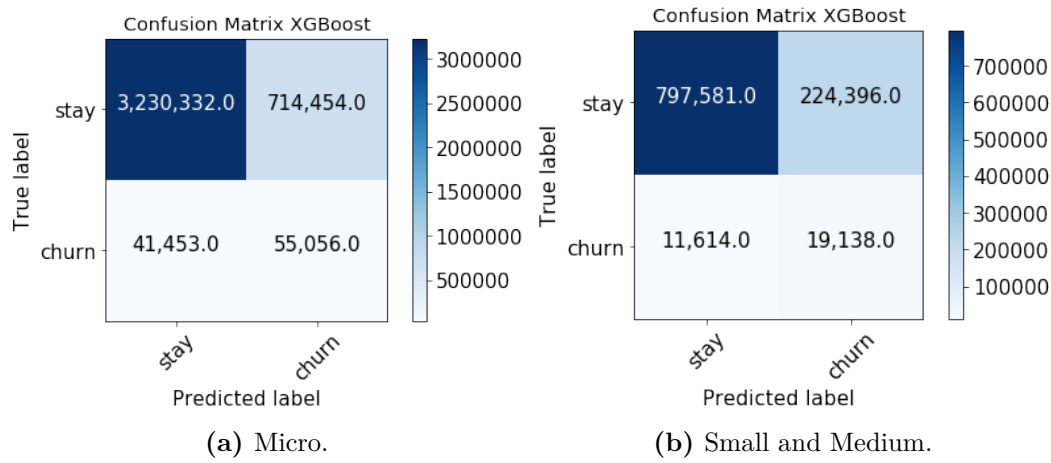 Confusion Matrix XGBoost
3,230,332.0 714,454.0
41,453.0 55,056.0
stay
churn
True label
stay churn
Predicted label
3000000
2500000
2000000
1500000
1000000
500000
(a) Micro.
Confusion Matrix XGBoost
797,581.0 224,396.0
11,614.0 19,138.0
stay
churn
True label
stay churn
Predicted label
700000
600000
500000
400000
300000
200000
100000
(b) Small and Medium.